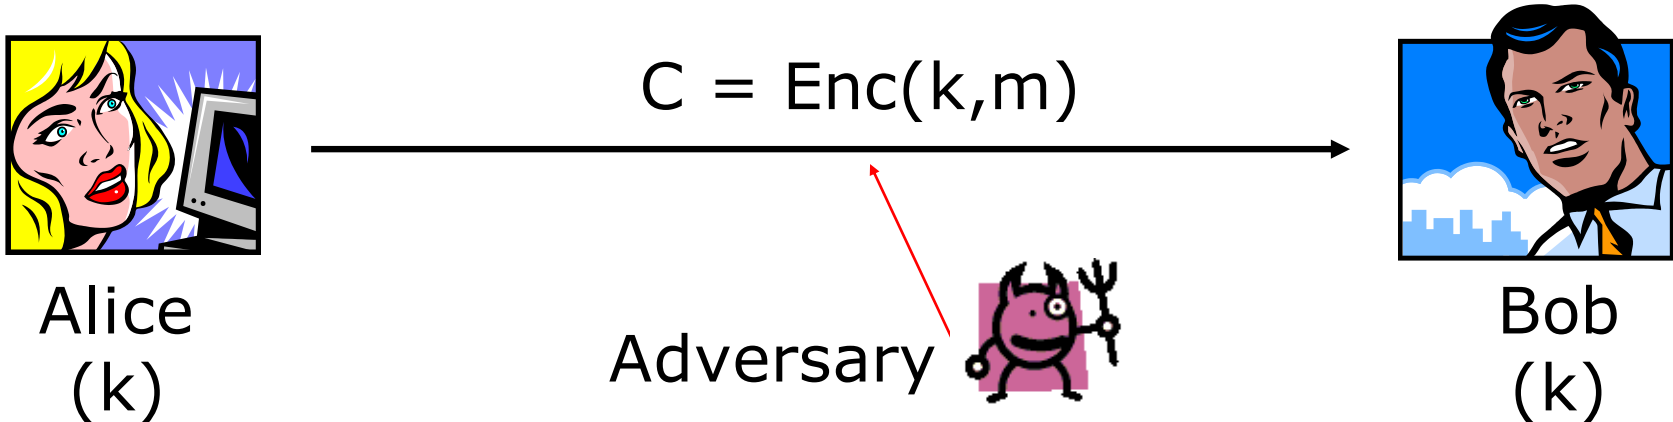 C = Enc(k,m)
Alice
(k)
Adversary
Bob
(k)